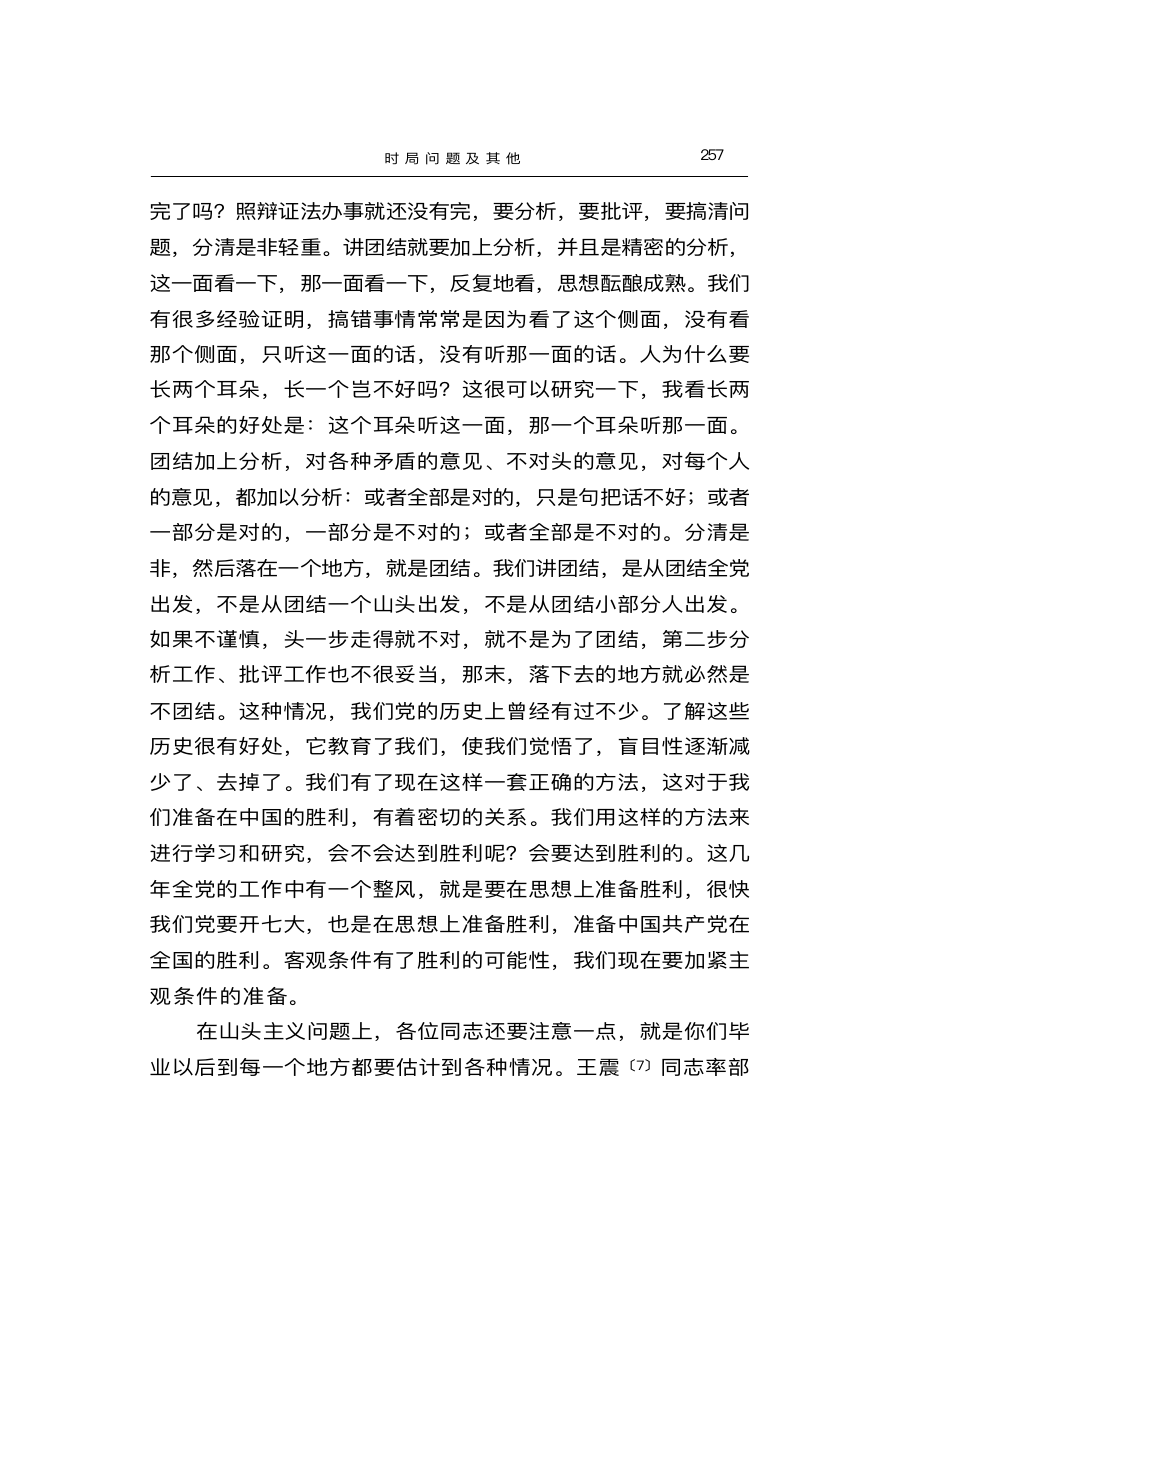 时局问题及其他 257
完了吗？照辩证法办事就还没有完，要分析，要批评，要搞清问
题，分清是非轻重。讲团结就要加上分析，并且是精密的分析，
这一面看一下，那一面看一下，反复地看，思想酝酿成熟。我们
有很多经验证明，搞错事情常常是因为看了这个侧面，没有看
那个侧面，只听这一面的话，没有听那一面的话。人为什么要
长两个耳朵，长一个岂不好吗？这很可以研究一下，我看长两
个耳朵的好处是：这个耳朵听这一面，那一个耳朵听那一面。
团结加上分析，对各种矛盾的意见、不对头的意见，对每个人
的意见，都加以分析：或者全部是对的，只是句把话不好；或者
一部分是对的，一部分是不对的；或者全部是不对的。分清是
非，然后落在一个地方，就是团结。我们讲团结，是从团结全党
出发，不是从团结一个山头出发，不是从团结小部分人出发。
如果不谨慎，头一步走得就不对，就不是为了团结，第二步分
析工作、批评工作也不很妥当，那末，落下去的地方就必然是
不团结。这种情况，我们党的历史上曾经有过不少。了解这些
历史很有好处，它教育了我们，使我们觉悟了，盲目性逐渐减
少了、去掉了。我们有了现在这样一套正确的方法，这对于我
们准备在中国的胜利，有着密切的关系。我们用这样的方法来
进行学习和研究，会不会达到胜利呢？会要达到胜利的。这几
年全党的工作中有一个整风，就是要在思想上准备胜利，很快
我们党要开七大，也是在思想上准备胜利，准备中国共产党在
全国的胜利。客观条件有了胜利的可能性，我们现在要加紧主
观条件的准备。
在山头主义问题上，各位同志还要注意一点，就是你们毕
业以后到每一个地方都要估计到各种情况。王震〔7〕同志率部